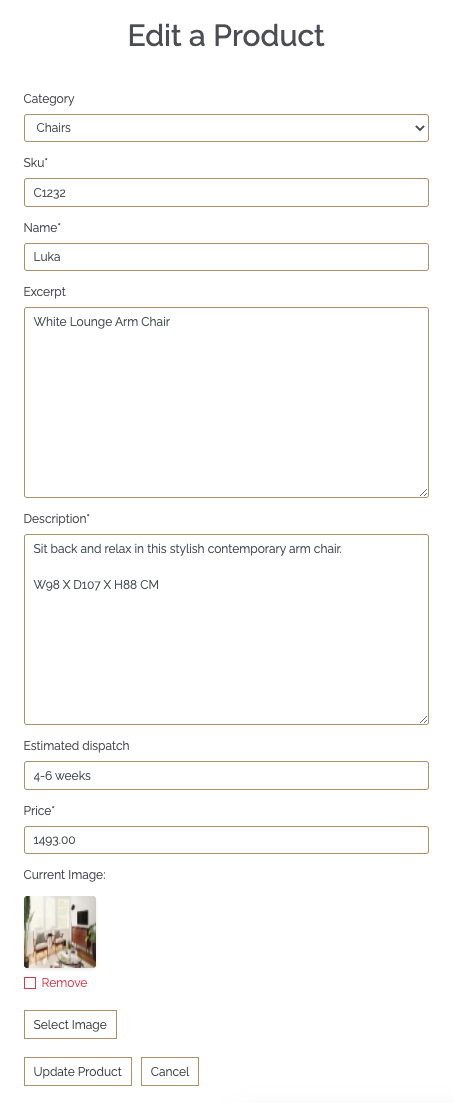 Edit a Product
Category
Chairs
Sku*
C1232
Name*
Luka
Excerpt
White Lounge Arm Chair
Description*
Sit back and relax in this stylish contemporary arm chair.
W98 X D107 X H88 CM
Estimated dispatch
4-6 weeks
Price*
1493.00
Current Image:
Remove
Select Image
Update Product
Cancel